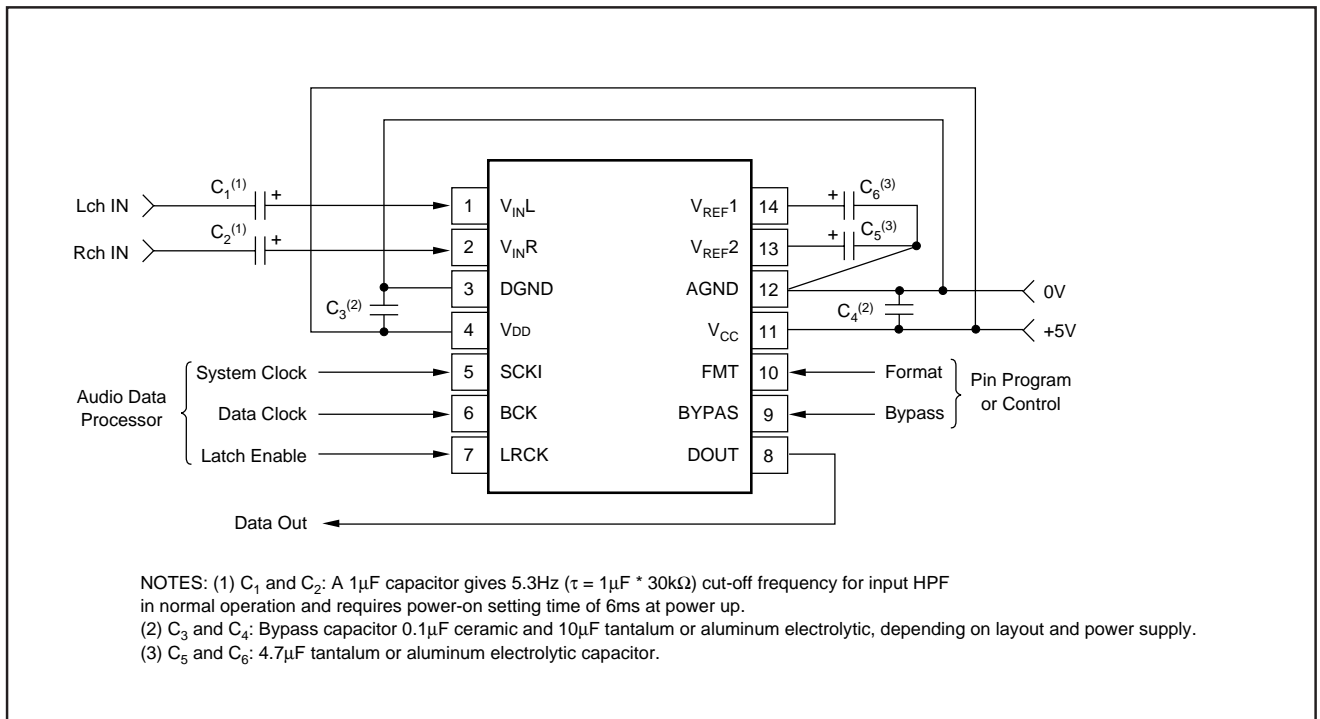 C1(1) +
Lch IN
C2(1) +
Rch IN
C3(2)
1 VINL
2 VINR
3 DGND
4 VDD
5 SCKI
6 BCK
7 LRCK
VREF1 14
VREF2 13
AGND 12
VCC 11
FMT 10
BYPAS 9
DOUT 8
+ C6(3)
+ C5(3)
C4(2)
0V
+5V
Audio Data
Processor
System Clock
Data Clock
Latch Enable
Format
Bypass
Pin Program
or Control
Data Out
NOTES: (1) C1 and C2: A 1µF capacitor gives 5.3Hz (τ = 1µF * 30kΩ) cut-off frequency for input HPF
in normal operation and requires power-on setting time of 6ms at power up.
(2) C3 and C4: Bypass capacitor 0.1µF ceramic and 10µF tantalum or aluminum electrolytic, depending on layout and power supply.
(3) C5 and C6: 4.7µF tantalum or aluminum electrolytic capacitor.